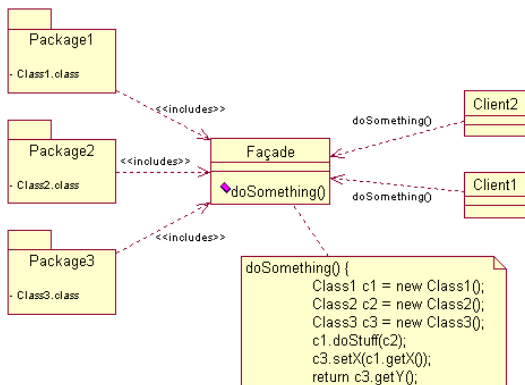 Package1
- Class1.class
<<includes>>
Package2
- Class2.class
<<includes>>
Package3
- Class3.class
<<includes>>
Façade
doSomething()
Client2
doSomething()
Client1
doSomething()
doSomething() {
Class1 c1 = new Class1();
Class2 c2 = new Class2();
Class3 c3 = new Class3();
c1.doStuff(c2);
c3.setX(c1.getX());
return c3.getY();